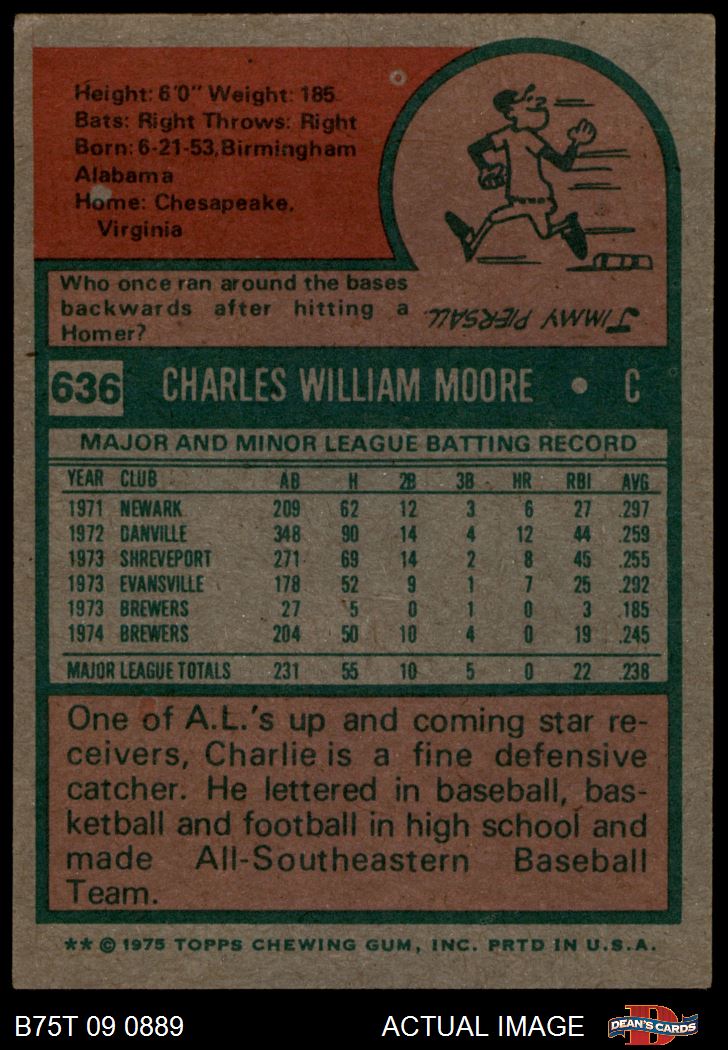 Height: 6'0" Weight: 185
Bats: Right Throws: Right
Born: 6-21-53, Birmingham
Alabama
Home: Chesapeake,
Virginia
Who once ran around the bases
backwards after hitting a
Homer?
JIMMY PIERSALL
636 CHARLES WILLIAM MOORE • C
MAJOR AND MINOR LEAGUE BATTING RECORD
YEAR CLUB AB H 2B 3B HR RBI AVG
1971 NEWARK 209 62 12 3 6 27 .297
1972 DANVILLE 348 90 14 4 12 44 .259
1973 SHREVEPORT 271 69 14 2 8 45 .255
1973 EVANSVILLE 178 52 9 1 7 25 .292
1973 BREWERS 27 5 0 1 0 3 .185
1974 BREWERS 204 50 10 4 0 19 .245
MAJOR LEAGUE TOTALS 231 55 10 5 0 22 .238
One of A.L.'s up and coming star re-
ceivers, Charlie is a fine defensive
catcher. He lettered in baseball, bas-
ketball and football in high school and
made All-Southeastern Baseball
Team.
** © 1975 TOPPS CHEWING GUM, INC. PRTD IN U.S.A.
B75T 09 0889 ACTUAL IMAGE DEAN'S CARDS